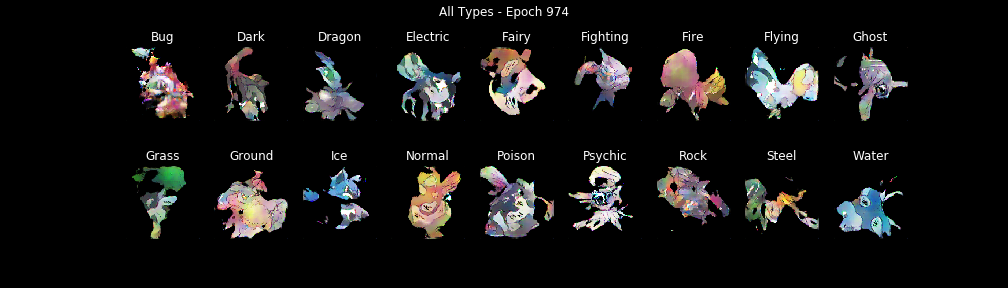 All Types - Epoch 974
Bug Dark Dragon Electric Fairy Fighting Fire Flying Ghost
Grass Ground Ice Normal Poison Psychic Rock Steel Water